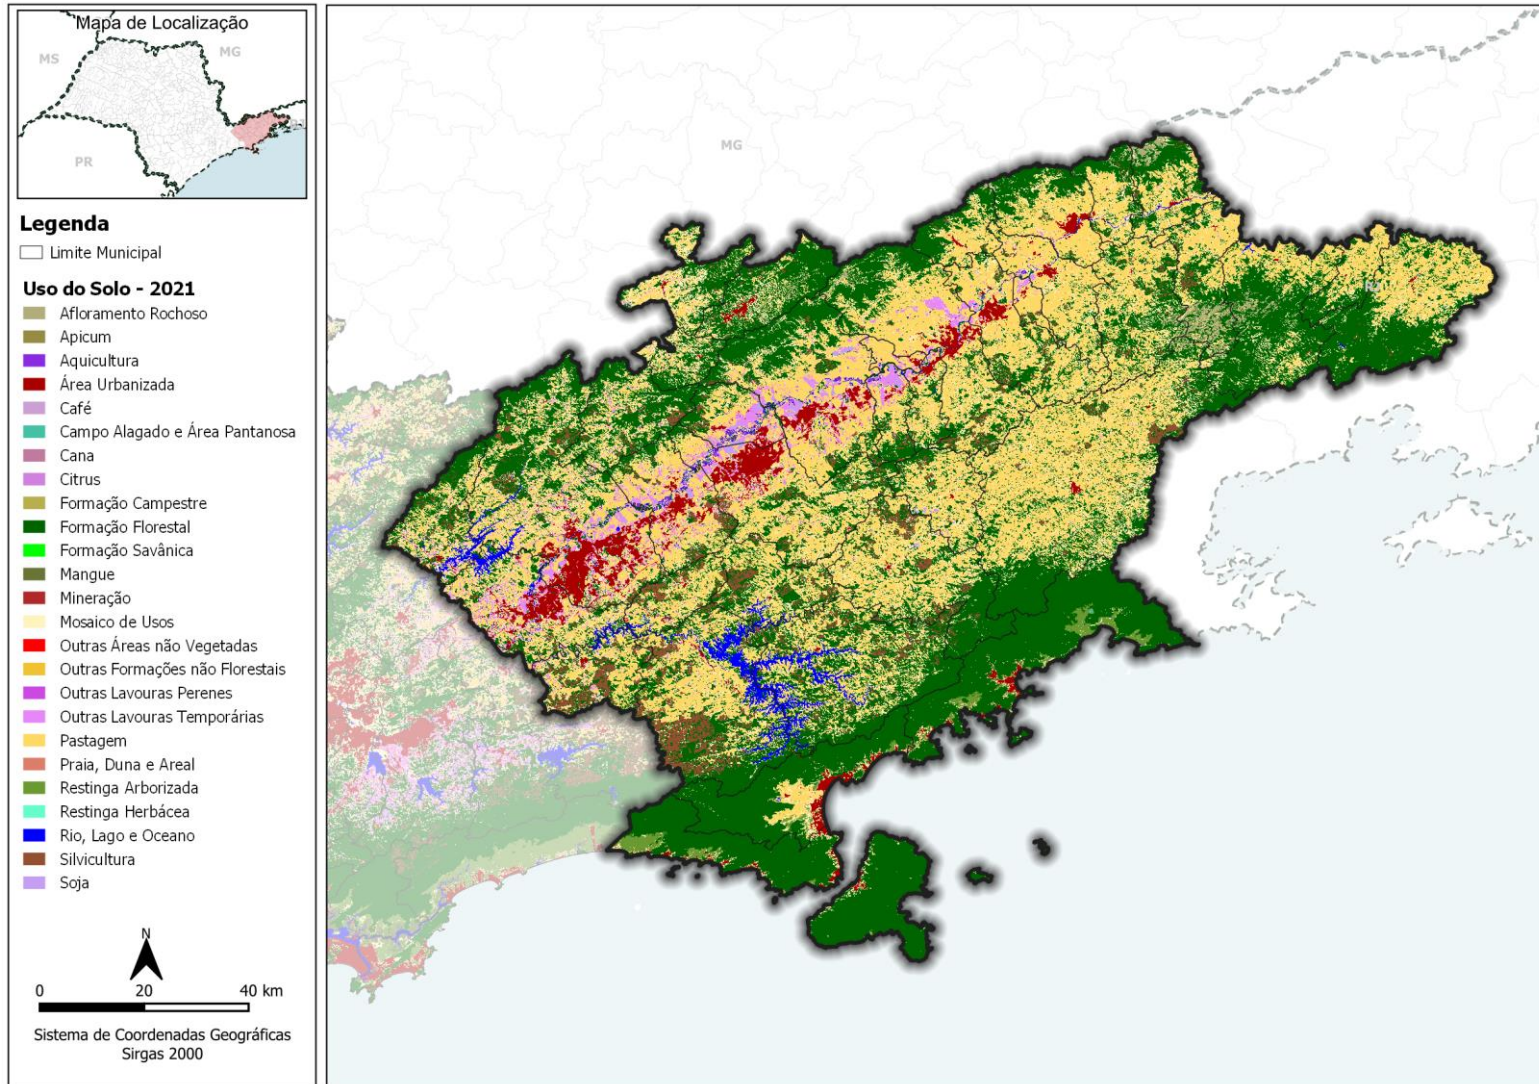 Mapa de Localização
MS
MG
PR
Legenda
Limite Municipal
Uso do Solo - 2021
Afloramento Rochoso
Apicum
Aquicultura
Área Urbanizada
Café
Campo Alagado e Área Pantanosa
Cana
Citrus
Formação Campestre
Formação Florestal
Formação Savânica
Mangue
Mineração
Mosaico de Usos
Outras Áreas não Vegetadas
Outras Formações não Florestais
Outras Lavouras Perenes
Outras Lavouras Temporárias
Pastagem
Praia, Duna e Areal
Restinga Arborizada
Restinga Herbácea
Rio, Lago e Oceano
Silvicultura
Soja
N
0 20 40 km
Sistema de Coordenadas Geográficas
Sirgas 2000
MG
RJ